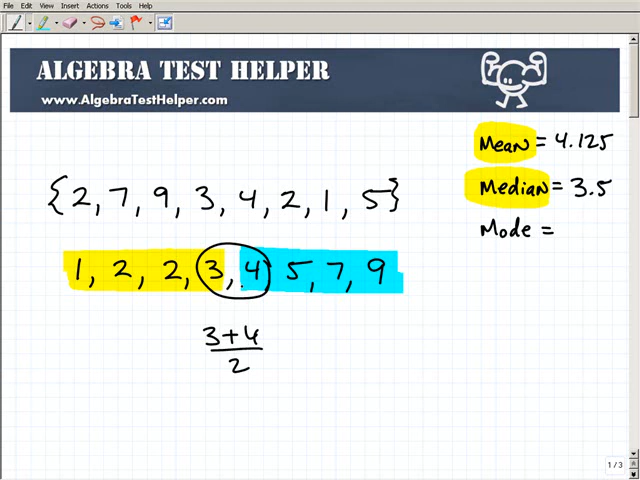 File Edit View Insert Actions Tools Help
ALGEBRA TEST HELPER
www.AlgebraTestHelper.com
Mean = 4.125
Median = 3.5
Mode =
{2, 7, 9, 3, 4, 2, 1, 5}
1, 2, 2, 3, 4, 5, 7, 9
3+4
2
1/3